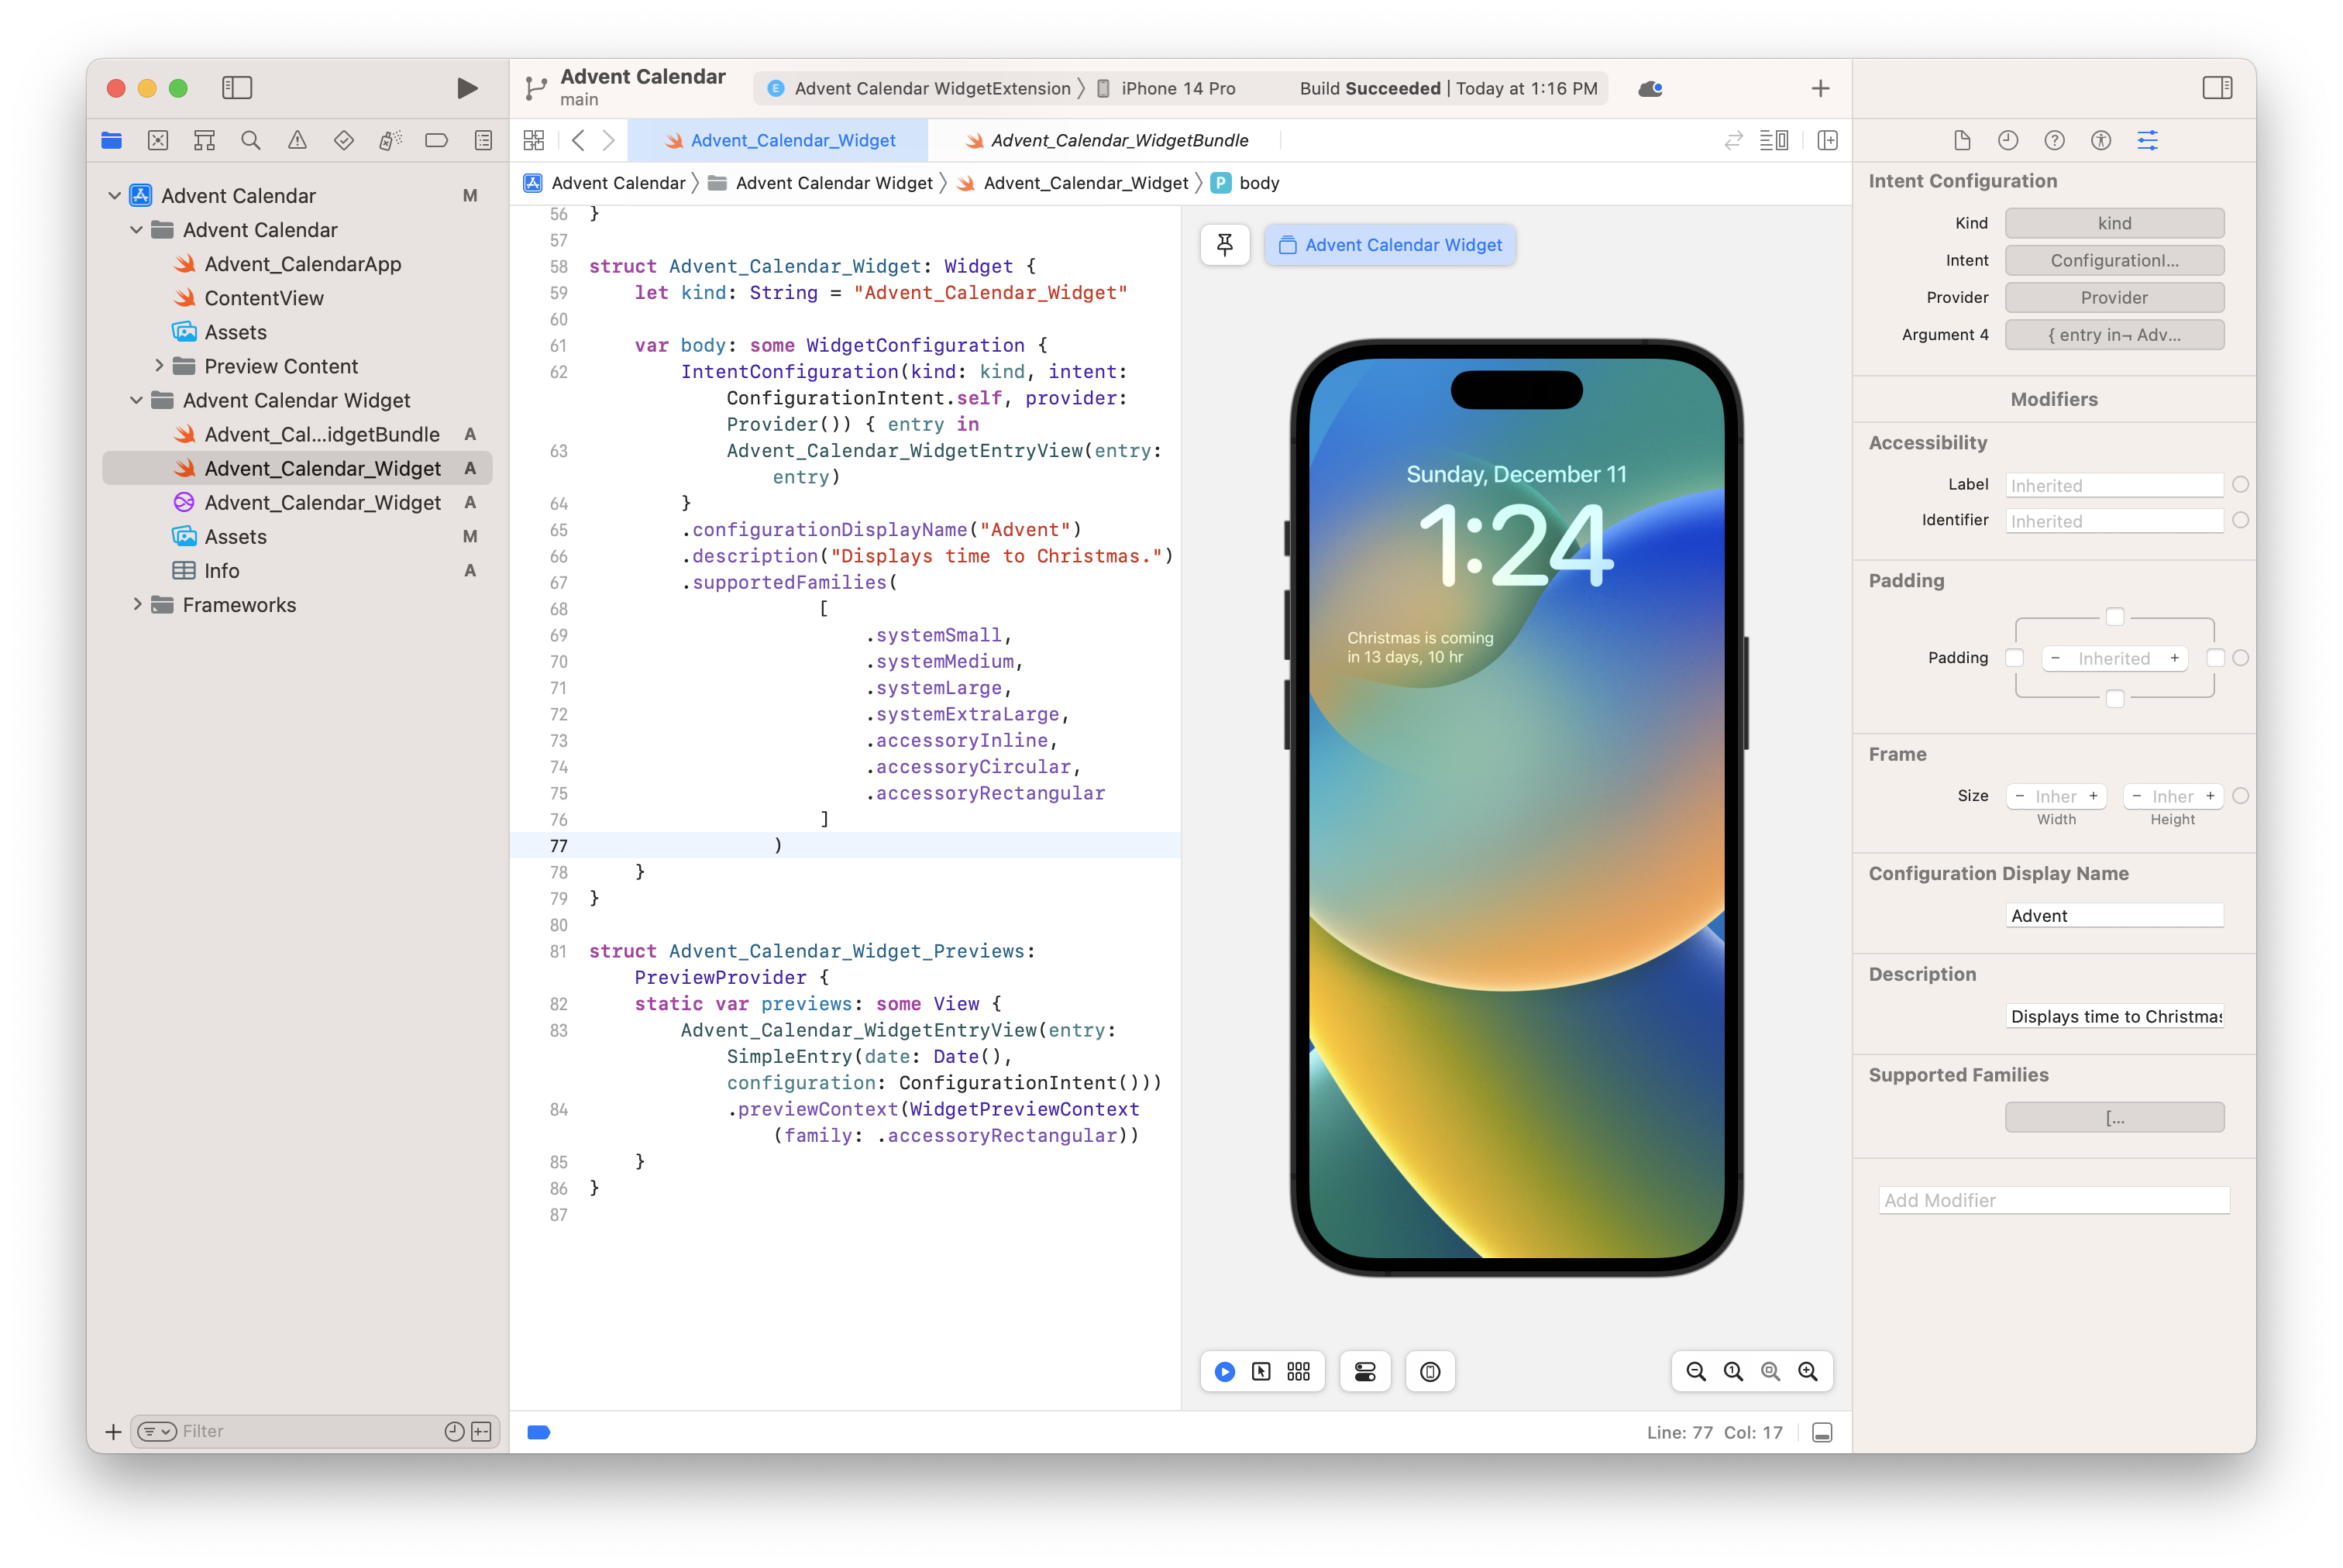 Advent Calendar
main
Advent Calendar WidgetExtension
iPhone 14 Pro
Build Succeeded | Today at 1:16 PM
Advent_Calendar_Widget
Advent_Calendar_WidgetBundle
Advent Calendar
Advent Calendar Widget
Advent_Calendar_Widget
P
body
Advent Calendar M
Advent Calendar
Advent_CalendarApp
ContentView
Assets
Preview Content
Advent Calendar Widget
Advent_Cal...idgetBundle A
Advent_Calendar_Widget A
Advent_Calendar_Widget A
Assets M
Info A
Frameworks
Filter
56 }
57
58 struct Advent_Calendar_Widget: Widget {
59 let kind: String = "Advent_Calendar_Widget"
60
61 var body: some WidgetConfiguration {
62 IntentConfiguration(kind: kind, intent:
ConfigurationIntent.self, provider:
Provider()) { entry in
63 Advent_Calendar_WidgetEntryView(entry:
entry)
64 }
65 .configurationDisplayName("Advent")
66 .description("Displays time to Christmas.")
67 .supportedFamilies(
68 [
69 .systemSmall,
70 .systemMedium,
71 .systemLarge,
72 .systemExtraLarge,
73 .accessoryInline,
74 .accessoryCircular,
75 .accessoryRectangular
76 ]
77 )
78 }
79 }
80
81 struct Advent_Calendar_Widget_Previews:
PreviewProvider {
82 static var previews: some View {
83 Advent_Calendar_WidgetEntryView(entry:
SimpleEntry(date: Date(),
configuration: ConfigurationIntent()))
84 .previewContext(WidgetPreviewContext
(family: .accessoryRectangular))
85 }
86 }
87
Advent Calendar Widget
Sunday, December 11
1:24
Christmas is coming
in 13 days, 10 hr
Line: 77 Col: 17
Intent Configuration
Kind kind
Intent ConfigurationI...
Provider Provider
Argument 4 { entry in¬ Adv...
Modifiers
Accessibility
Label Inherited
Identifier Inherited
Padding
Padding − Inherited +
Frame
Size − Inher + − Inher +
Width Height
Configuration Display Name
Advent
Description
Displays time to Christmas
Supported Families
[...
Add Modifier